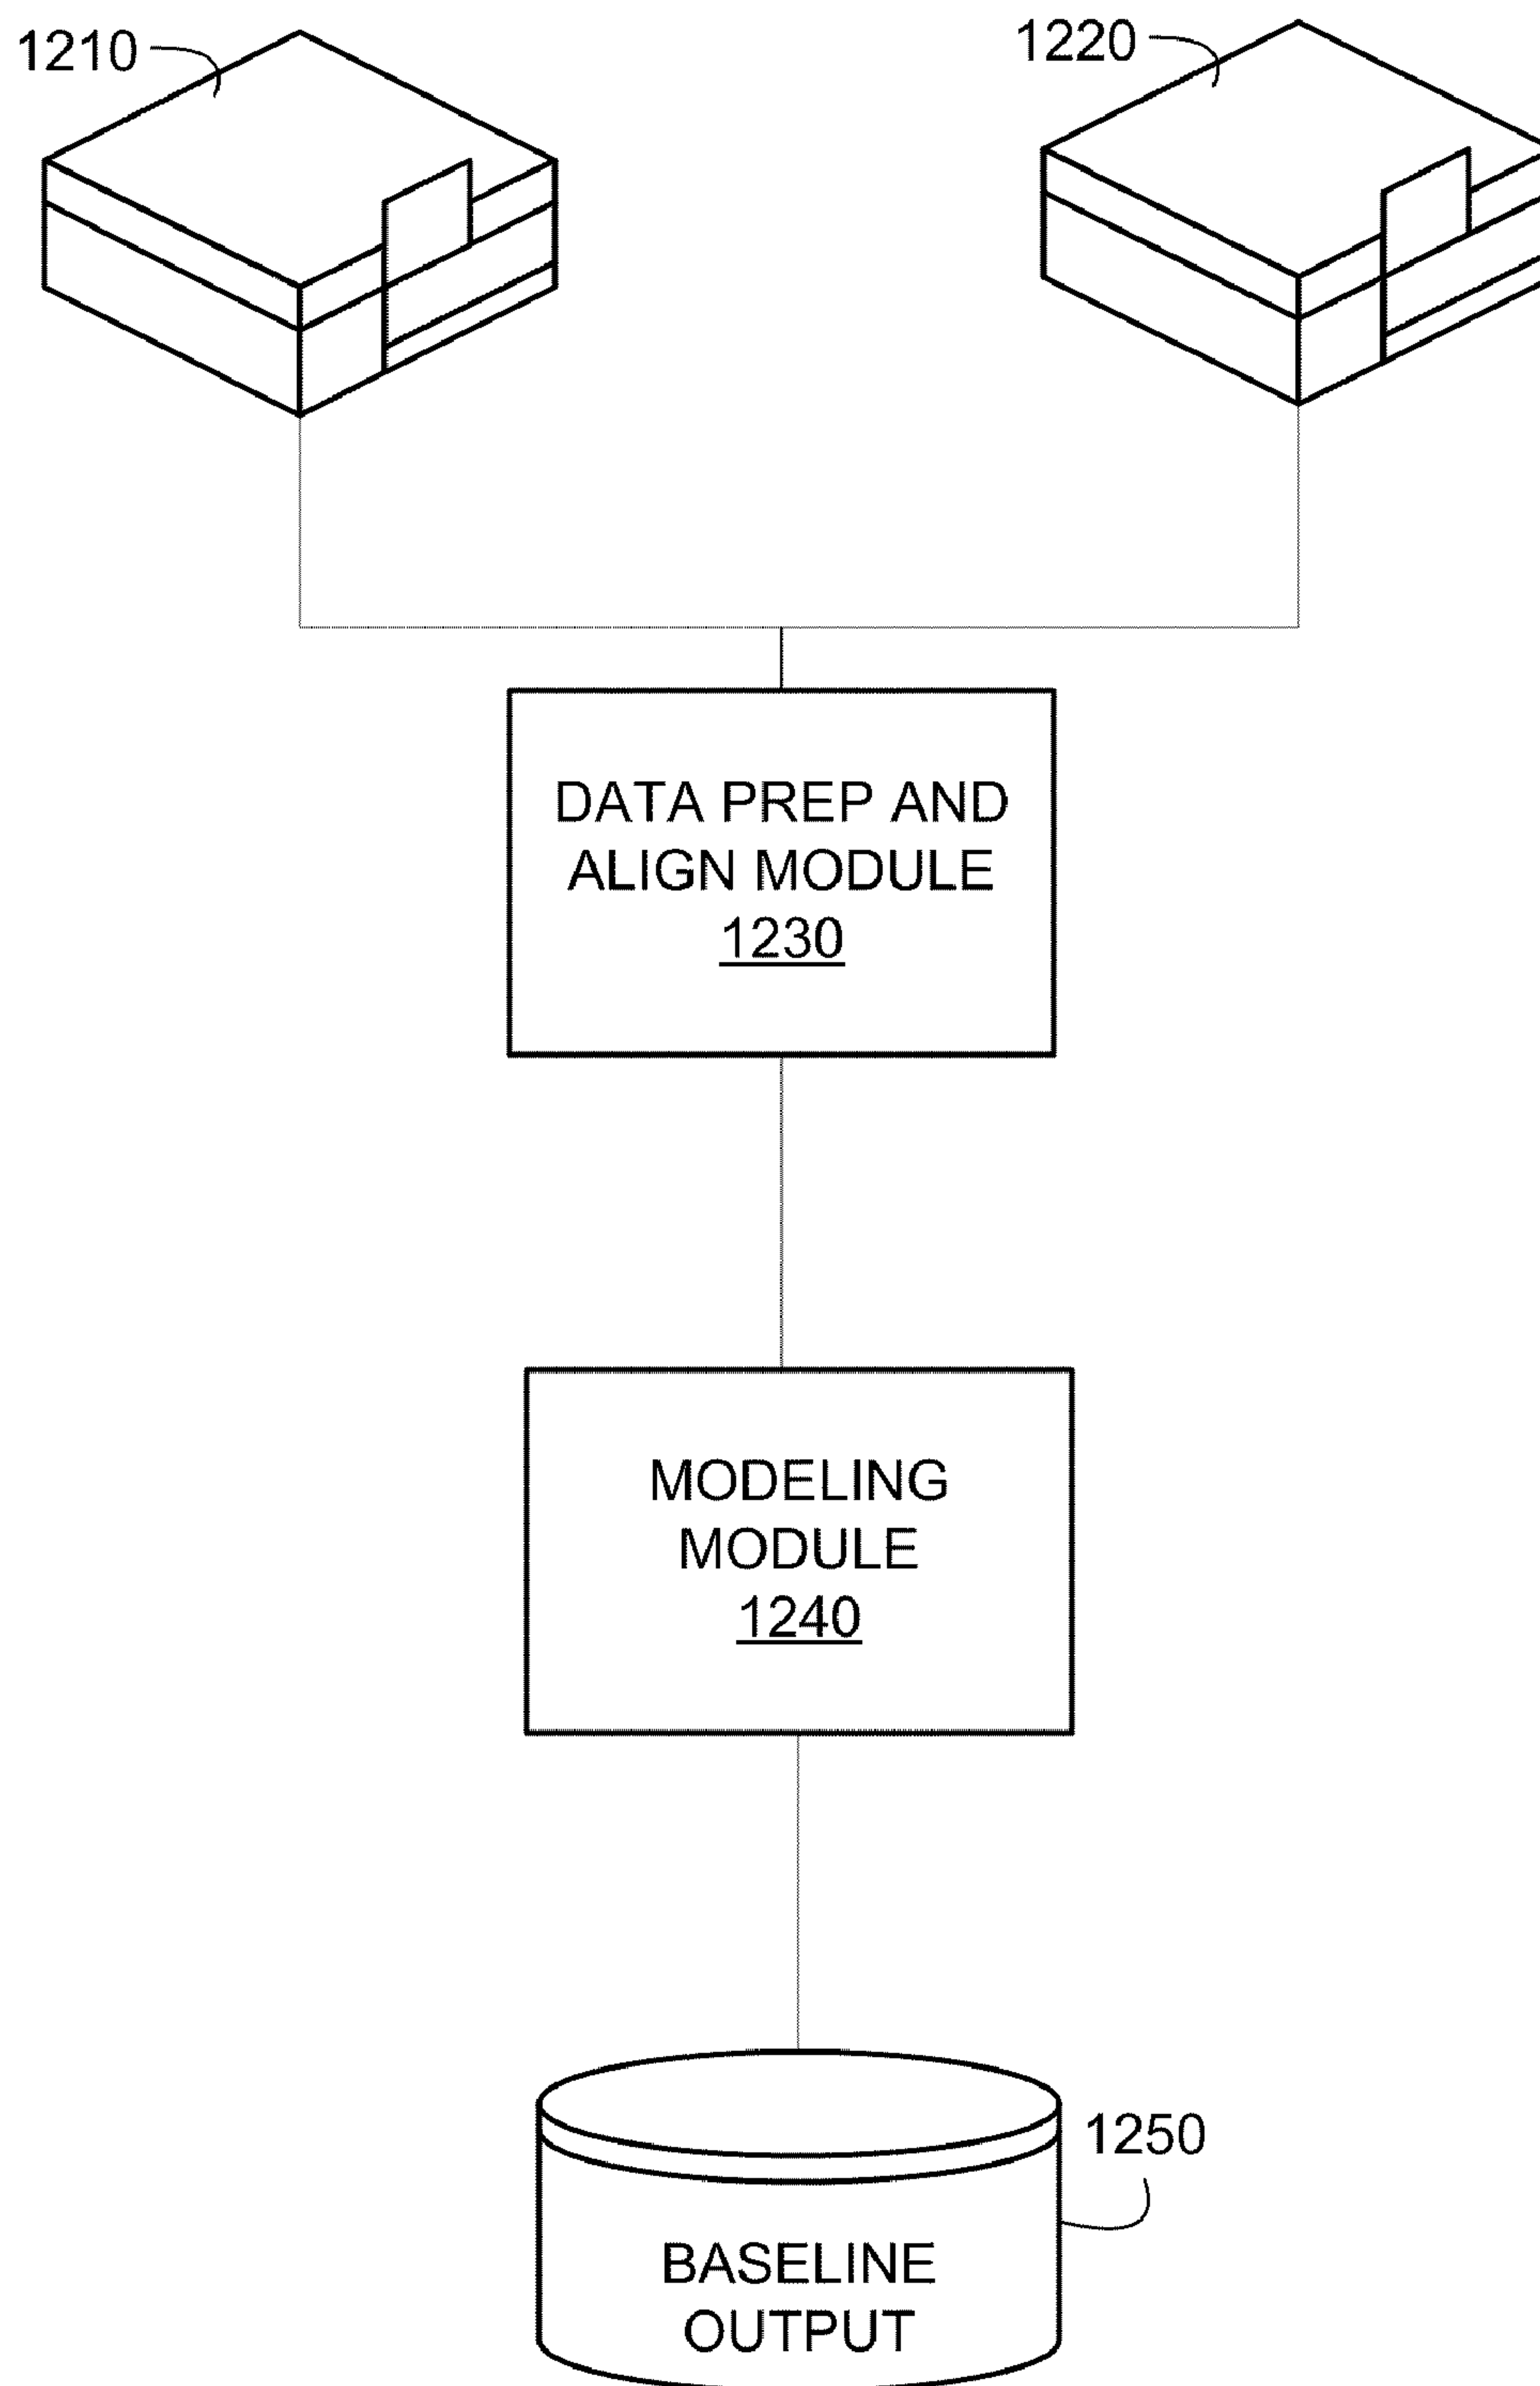 1210
1220
DATA PREP AND
ALIGN MODULE
1230
MODELING
MODULE
1240
1250
BASELINE
OUTPUT